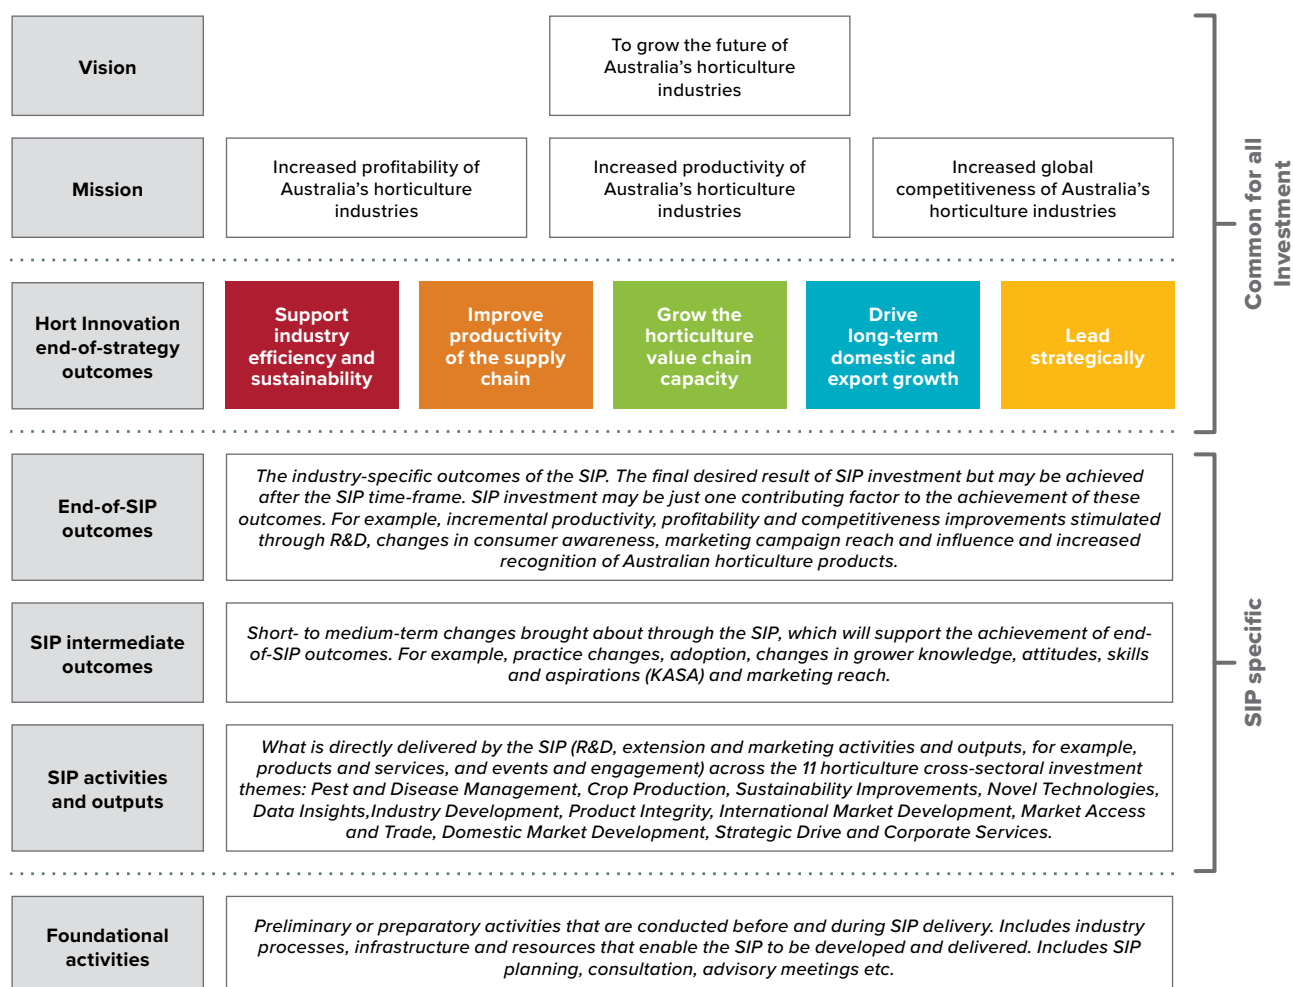 Vision
To grow the future of
Australia’s horticulture
industries
Mission
Increased profitability of
Australia’s horticulture
industries
Increased productivity of
Australia’s horticulture
industries
Increased global
competitiveness of Australia’s
horticulture industries
Common for all
Investment
Hort Innovation
end-of-strategy
outcomes
Support
industry
efficiency and
sustainability
Improve
productivity
of the supply
chain
Grow the
horticulture
value chain
capacity
Drive
long-term
domestic and
export growth
Lead
strategically
End-of-SIP
outcomes
The industry-specific outcomes of the SIP. The final desired result of SIP investment but may be achieved
after the SIP time-frame. SIP investment may be just one contributing factor to the achievement of these
outcomes. For example, incremental productivity, profitability and competitiveness improvements stimulated
through R&D, changes in consumer awareness, marketing campaign reach and influence and increased
recognition of Australian horticulture products.
SIP intermediate
outcomes
Short- to medium-term changes brought about through the SIP, which will support the achievement of end-
of-SIP outcomes. For example, practice changes, adoption, changes in grower knowledge, attitudes, skills
and aspirations (KASA) and marketing reach.
SIP specific
SIP activities
and outputs
What is directly delivered by the SIP (R&D, extension and marketing activities and outputs, for example,
products and services, and events and engagement) across the 11 horticulture cross-sectoral investment
themes: Pest and Disease Management, Crop Production, Sustainability Improvements, Novel Technologies,
Data Insights,Industry Development, Product Integrity, International Market Development, Market Access
and Trade, Domestic Market Development, Strategic Drive and Corporate Services.
Foundational
activities
Preliminary or preparatory activities that are conducted before and during SIP delivery. Includes industry
processes, infrastructure and resources that enable the SIP to be developed and delivered. Includes SIP
planning, consultation, advisory meetings etc.